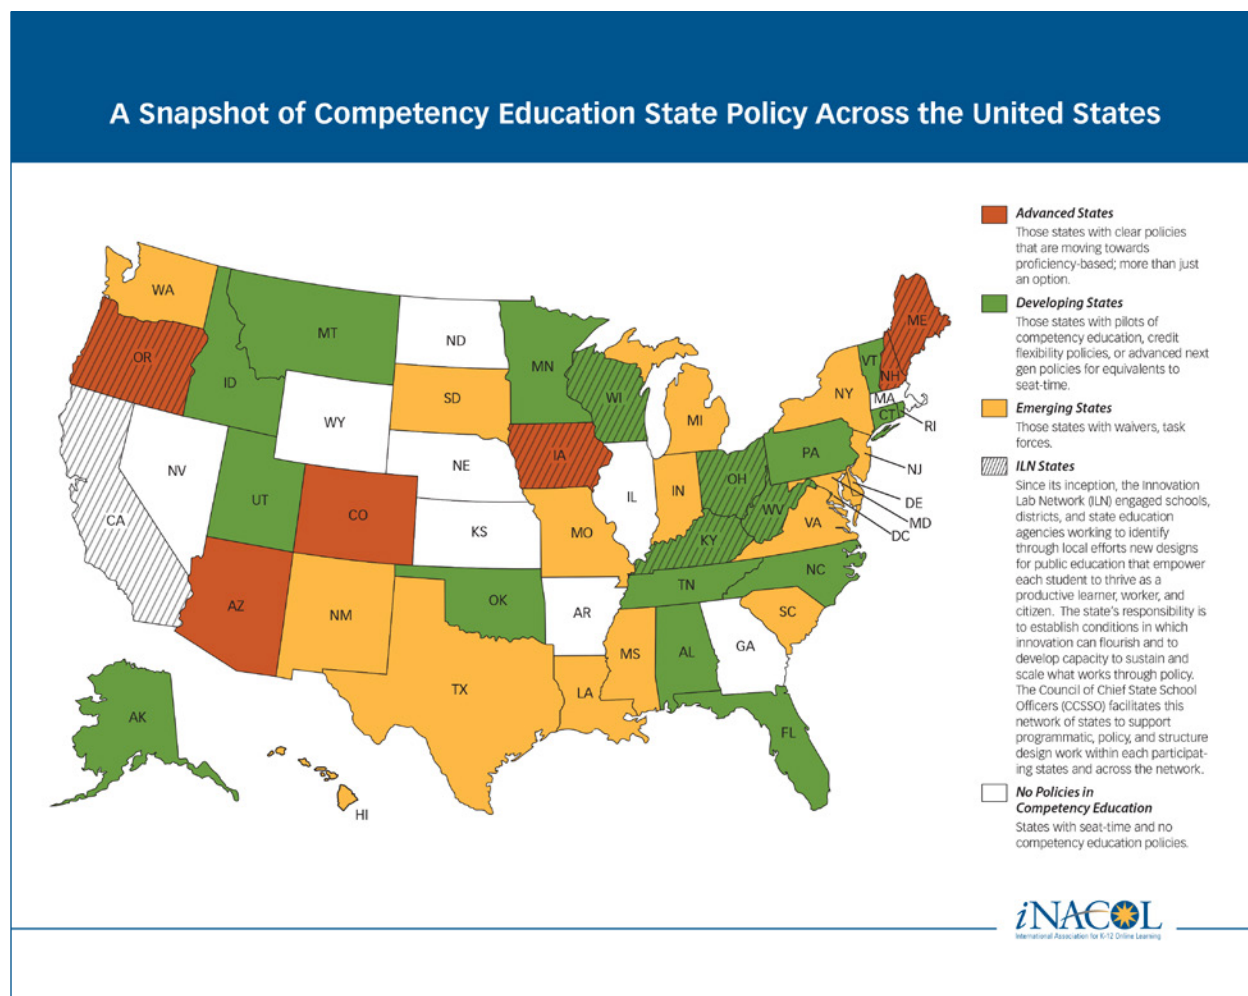 A Snapshot of Competency Education State Policy Across the United States
Advanced States
Those states with clear policies
that are moving towards
proficiency-based; more than just
an option.
Developing States
Those states with pilots of
competency education, credit
flexibility policies, or advanced next
gen policies for equivalents to
seat-time.
Emerging States
Those states with waivers, task
forces.
ILN States
Since its inception, the Innovation
Lab Network (ILN) engaged schools,
districts, and state education
agencies working to identify
through local efforts new designs
for public education that empower
each student to thrive as a
productive learner, worker, and
citizen. The state's responsibility is
to establish conditions in which
innovation can flourish and to
develop capacity to sustain and
scale what works through policy.
The Council of Chief State School
Officers (CCSSO) facilitates this
network of states to support
programmatic, policy, and structure
design work within each participat-
ing states and across the network.
No Policies in
Competency Education
States with seat-time and no
competency education policies.
WA
OR
CA
NV
ID
MT
WY
UT
AZ
CO
NM
ND
SD
NE
KS
OK
TX
MN
IA
MO
AR
LA
WI
IL
MI
IN
OH
KY
TN
MS
AL
GA
FL
SC
NC
VA
WV
PA
NY
VT
NH
ME
MA
CT
RI
NJ
DE
MD
DC
AK
HI
iNACOL
International Association for K-12 Online Learning